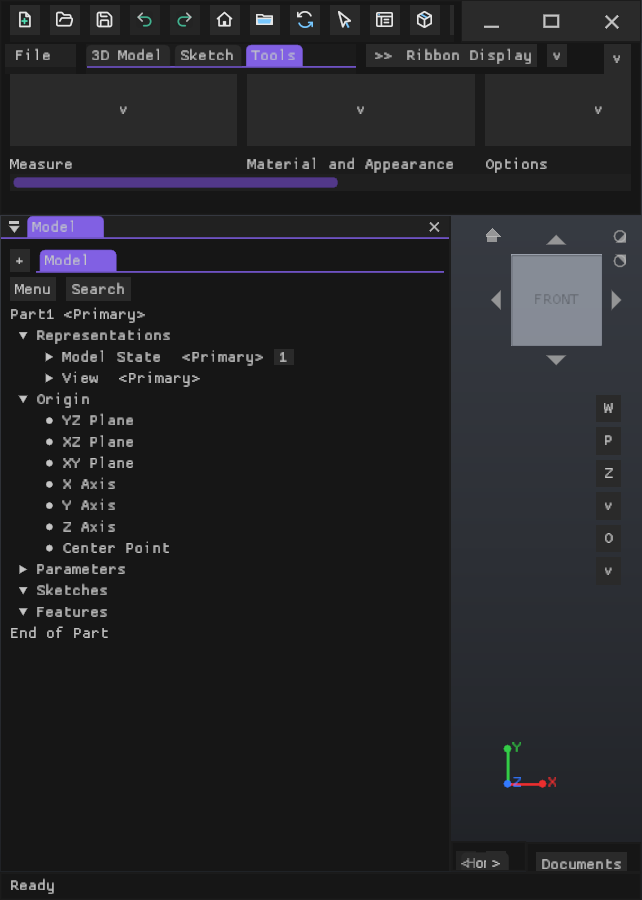 File 3D Model Sketch Tools >> Ribbon Display v v
v v v
Measure Material and Appearance Options
Model
+ Model
Menu Search
Part1 <Primary>
Representations
Model State <Primary> 1
View <Primary>
Origin
YZ Plane
XZ Plane
XY Plane
X Axis
Y Axis
Z Axis
Center Point
Parameters
Sketches
Features
End of Part
FRONT
W
P
Z
v
O
v
Y
Z X
<Hor > Documents
Ready